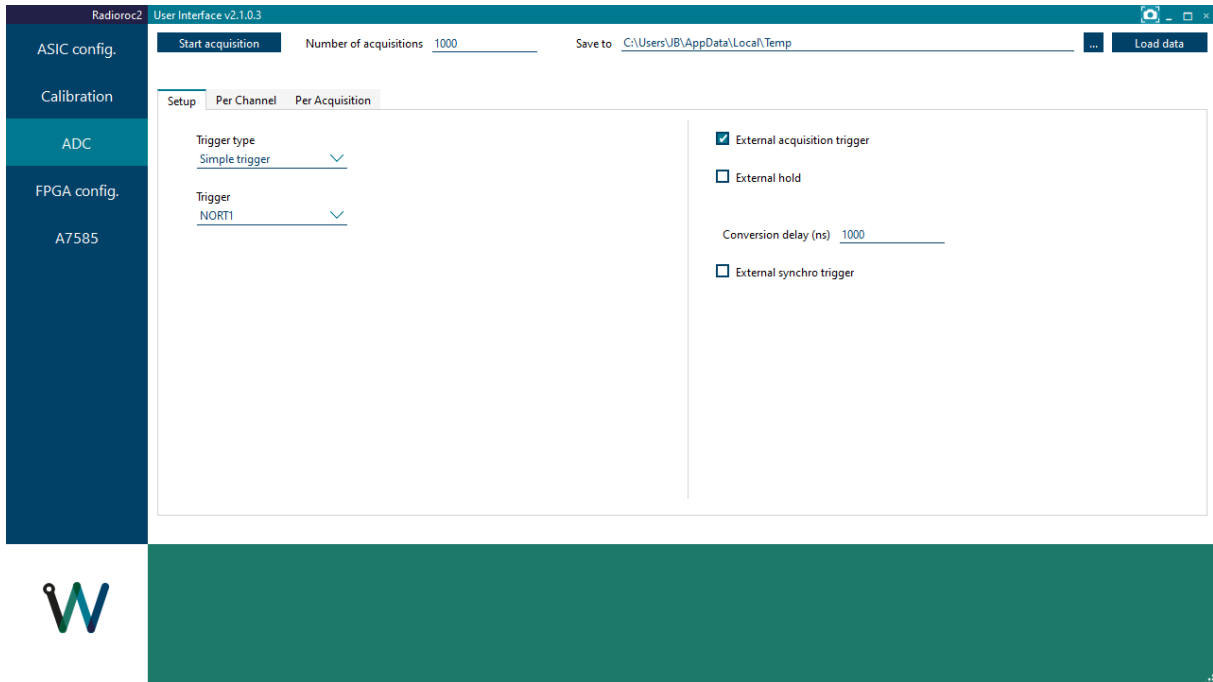 Radioroc2 User Interface v2.1.0.3
ASIC config.
Calibration
ADC
FPGA config.
A7585
Start acquisition Number of acquisitions 1000 Save to C:\Users\JB\AppData\Local\Temp ... Load data
Setup Per Channel Per Acquisition
Trigger type
Simple trigger
Trigger
NORT1
External acquisition trigger
External hold
Conversion delay (ns) 1000
External synchro trigger